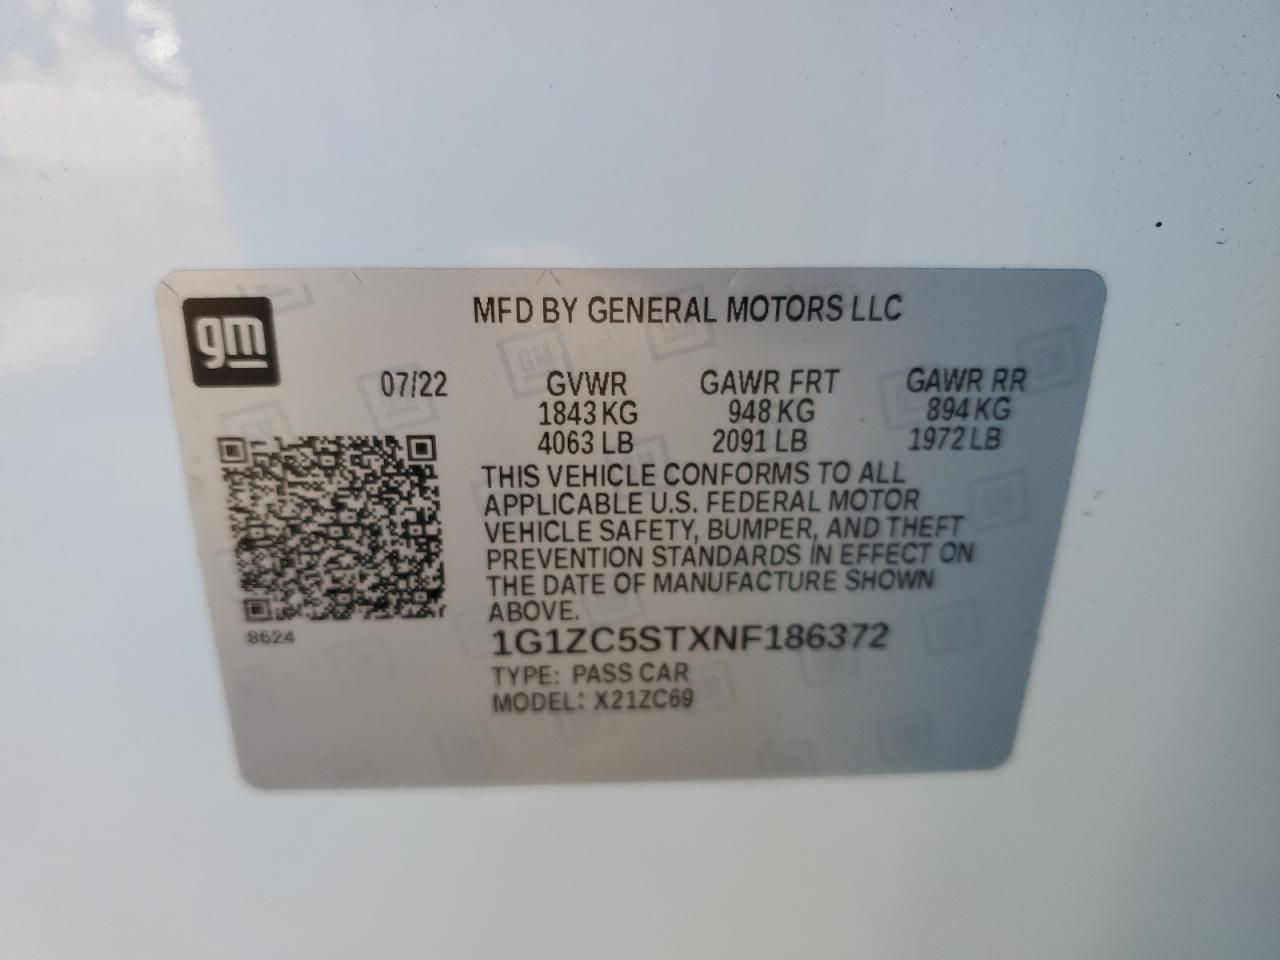 gm
MFD BY GENERAL MOTORS LLC
07/22 GVWR GAWR FRT GAWR RR
1843 KG 948 KG 894 KG
4063 LB 2091 LB 1972 LB
THIS VEHICLE CONFORMS TO ALL
APPLICABLE U.S. FEDERAL MOTOR
VEHICLE SAFETY, BUMPER, AND THEFT
PREVENTION STANDARDS IN EFFECT ON
THE DATE OF MANUFACTURE SHOWN
ABOVE.
8624
1G1ZC5STXNF186372
TYPE: PASS CAR
MODEL: X21ZC69